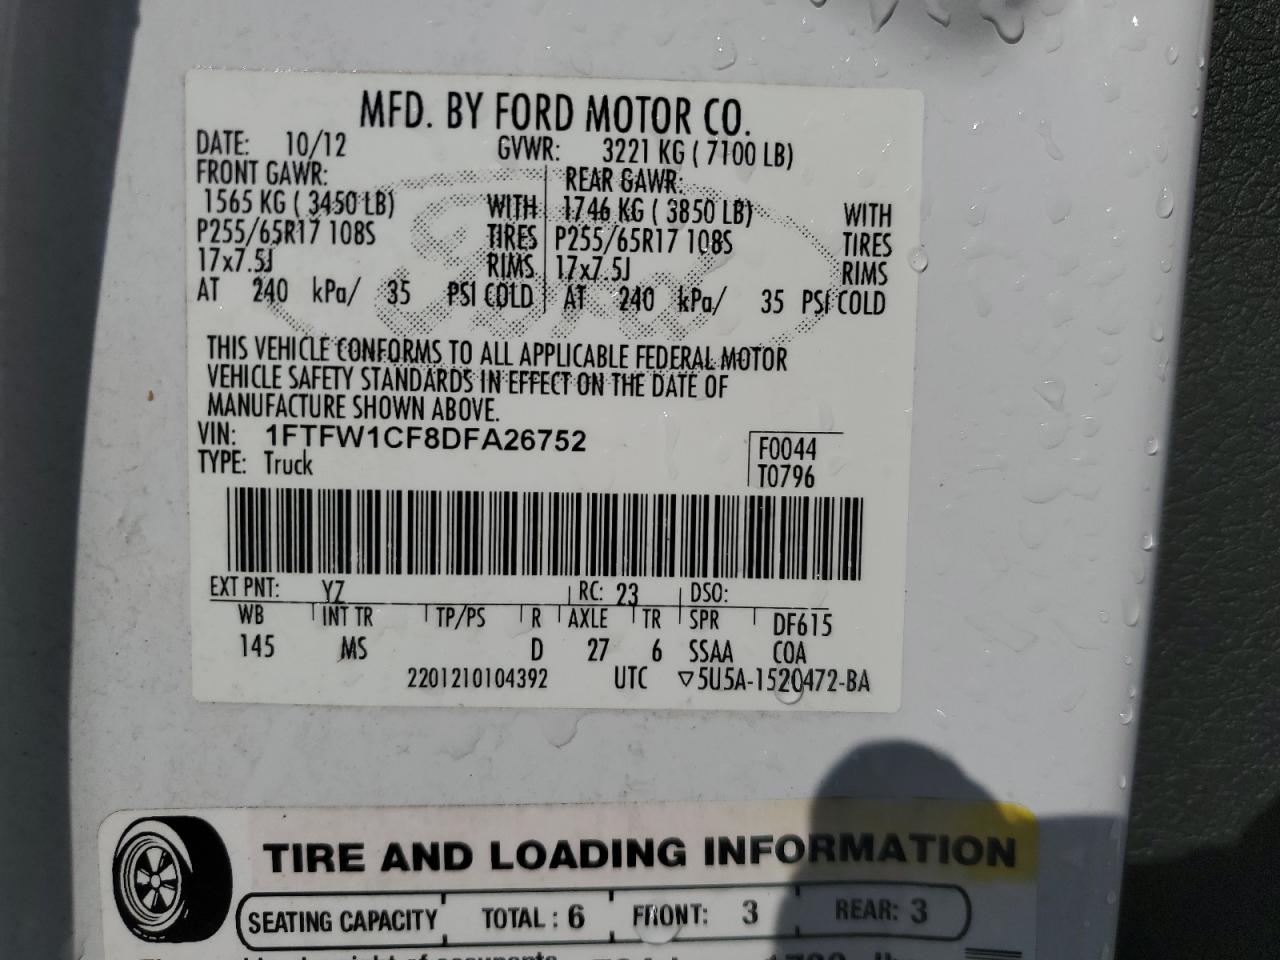 MFD. BY FORD MOTOR CO.
DATE: 10/12 GVWR: 3221 KG ( 7100 LB)
FRONT GAWR: REAR GAWR:
1565 KG ( 3450 LB) WITH 1746 KG ( 3850 LB) WITH
P255/65R17 108S TIRES P255/65R17 108S TIRES
17x7.5J RIMS 17x7.5J RIMS
AT 240 kPa/ 35 PSI COLD AT 240 kPa/ 35 PSI COLD
THIS VEHICLE CONFORMS TO ALL APPLICABLE FEDERAL MOTOR
VEHICLE SAFETY STANDARDS IN EFFECT ON THE DATE OF
MANUFACTURE SHOWN ABOVE.
VIN: 1FTFW1CF8DFA26752 F0044
TYPE: Truck T0796
EXT PNT: YZ RC: 23 DSO:
WB INT TR TP/PS R AXLE TR SPR DF615
145 MS D 27 6 SSAA COA
2201210104392 UTC ▽5U5A-1520472-BA
TIRE AND LOADING INFORMATION
SEATING CAPACITY TOTAL : 6 FRONT: 3 REAR: 3